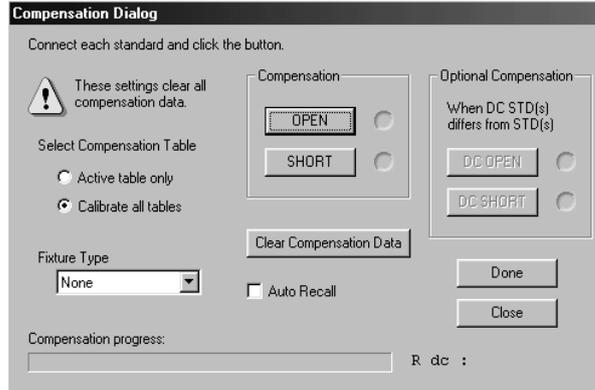 Compensation Dialog
Connect each standard and click the button.
These settings clear all
compensation data.
Select Compensation Table
Active table only
Calibrate all tables
Fixture Type
None
Compensation
OPEN
SHORT
Clear Compensation Data
Auto Recall
Optional Compensation
When DC STD(s)
differs from STD(s)
DC OPEN
DC SHORT
Done
Close
Compensation progress:
R dc :